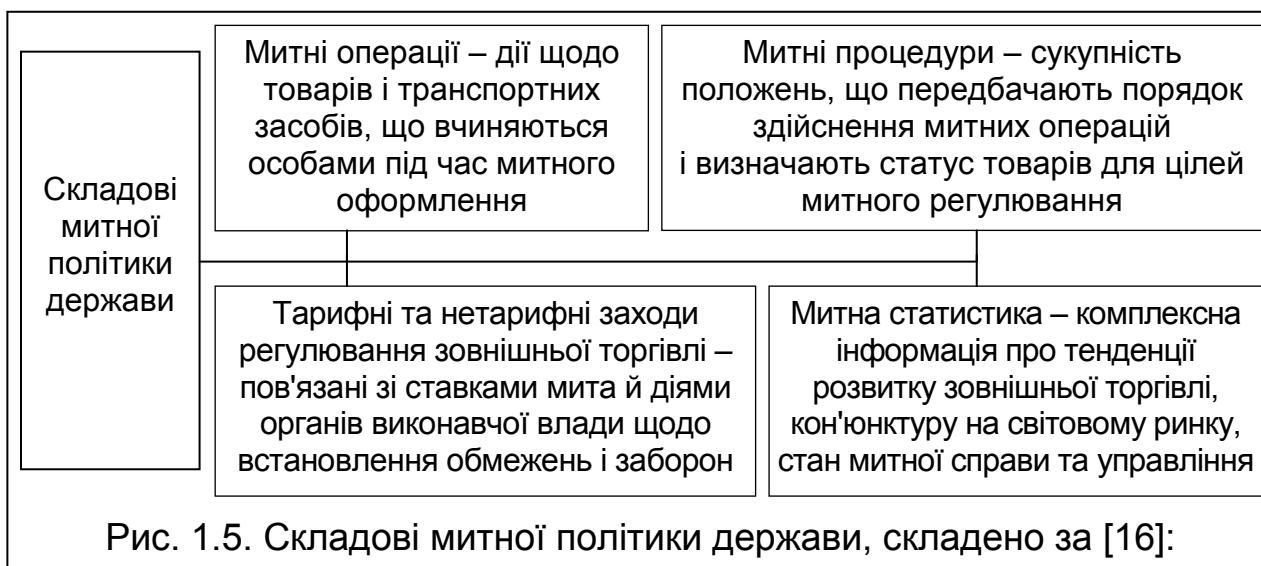 Складові
митної
політики
держави
Митні операції – дії щодо
товарів і транспортних
засобів, що вчиняються
особами під час митного
оформлення
Митні процедури – сукупність
положень, що передбачають порядок
здійснення митних операцій
і визначають статус товарів для цілей
митного регулювання
Тарифні та нетарифні заходи
регулювання зовнішньої торгівлі –
пов'язані зі ставками мита й діями
органів виконавчої влади щодо
встановлення обмежень і заборон
Митна статистика – комплексна
інформація про тенденції
розвитку зовнішньої торгівлі,
кон'юнктуру на світовому ринку,
стан митної справи та управління
Рис. 1.5. Складові митної політики держави, складено за [16]: